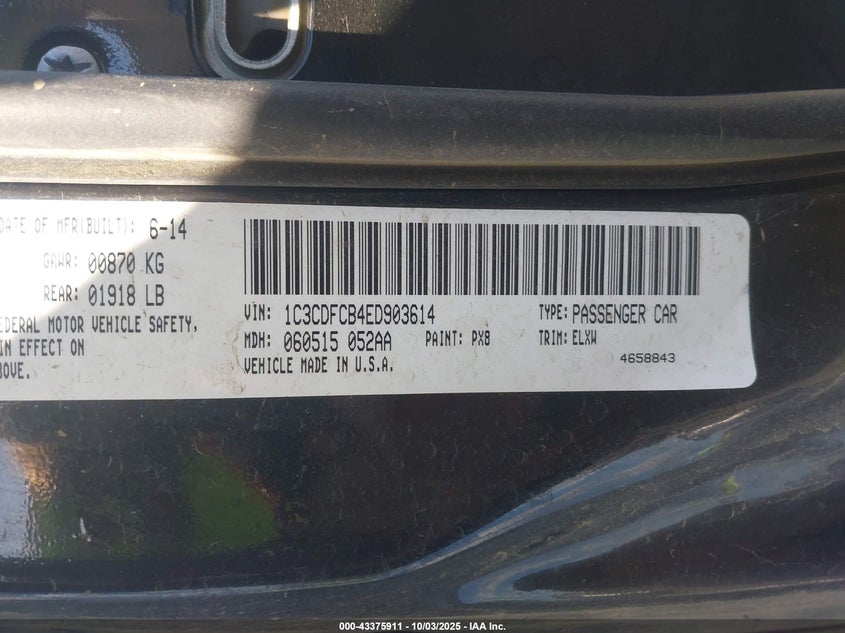 DATE OF MFR(BUILT): 6-14
GAWR: 00870 KG
REAR: 01918 LB
FEDERAL MOTOR VEHICLE SAFETY,
IN EFFECT ON
ABOVE.
VIN: 1C3CDFCB4ED903614 TYPE: PASSENGER CAR
MDH: 060515 052AA PAINT: PX8 TRIM: ELXW
VEHICLE MADE IN U.S.A. 4658843
000-43375911 - 10/03/2025 - IAA Inc.